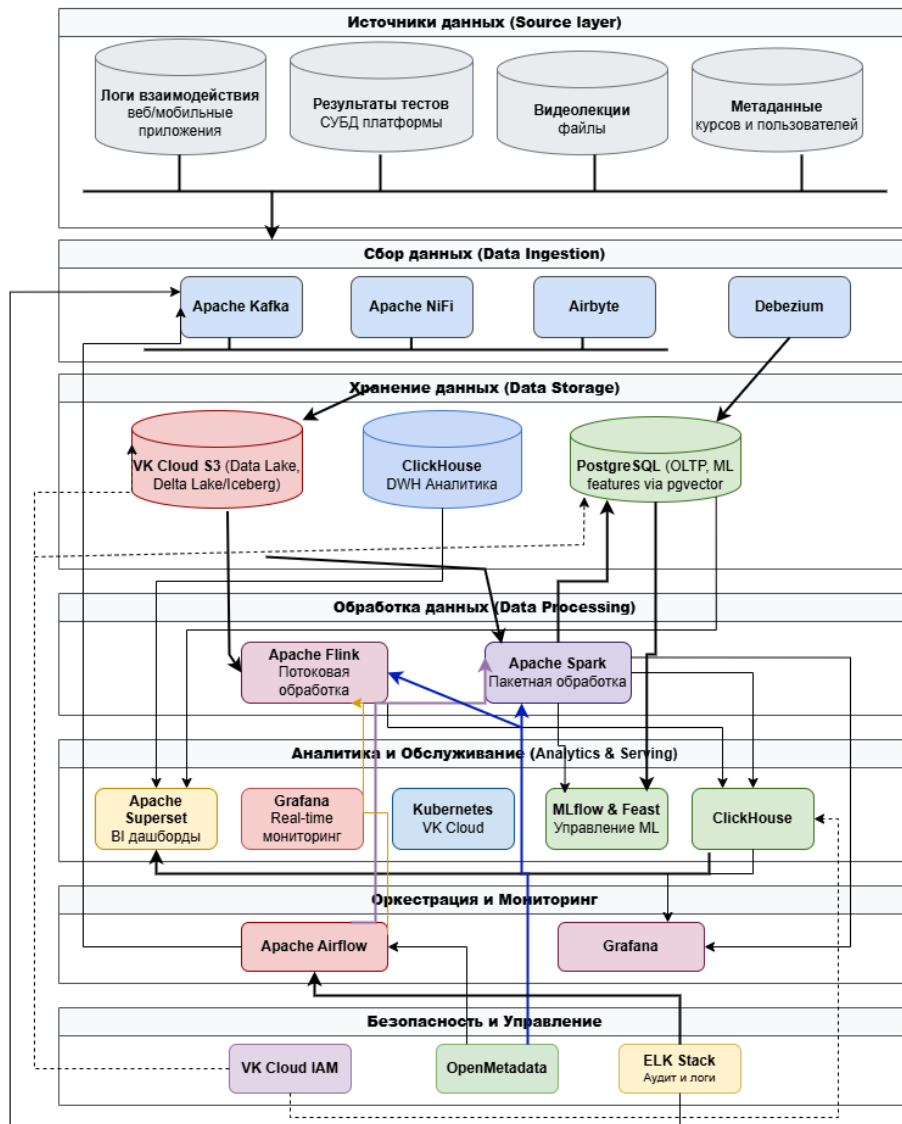 Источники данных (Source layer)
Логи взаимодействия
веб/мобильные
приложения
Результаты тестов
СУБД платформы
Видеолекции
файлы
Метаданные
курсов и пользователей
Сбор данных (Data Ingestion)
Apache Kafka
Apache NiFi
Airbyte
Debezium
Хранение данных (Data Storage)
VK Cloud S3 (Data Lake,
Delta Lake/Iceberg)
ClickHouse
DWH Аналитика
PostgreSQL (OLTP, ML
features via pgvector)
Обработка данных (Data Processing)
Apache Flink
Потоковая
обработка
Apache Spark
Пакетная обработка
Аналитика и Обслуживание (Analytics & Serving)
Apache
Superset
BI дашборды
Grafana
Real-time
мониторинг
Kubernetes
VK Cloud
MLflow & Feast
Управление ML
ClickHouse
Оркестрация и Мониторинг
Apache Airflow
Grafana
Безопасность и Управление
VK Cloud IAM
OpenMetadata
ELK Stack
Аудит и логи